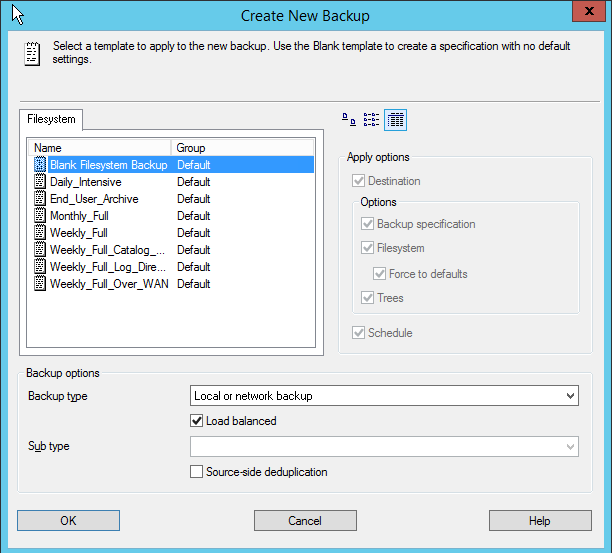 Create New Backup
x
Select a template to apply to the new backup. Use the Blank template to create a specification with no default
settings.
Filesystem
Name Group
Blank Filesystem Backup Default
Daily_Intensive Default
End_User_Archive Default
Monthly_Full Default
Weekly_Full Default
Weekly_Full_Catalog_... Default
Weekly_Full_Log_Dire... Default
Weekly_Full_Over_WAN Default
Apply options
Destination
Options
Backup specification
Filesystem
Force to defaults
Trees
Schedule
Backup options
Backup type Local or network backup
Load balanced
Sub type
Source-side deduplication
OK Cancel Help